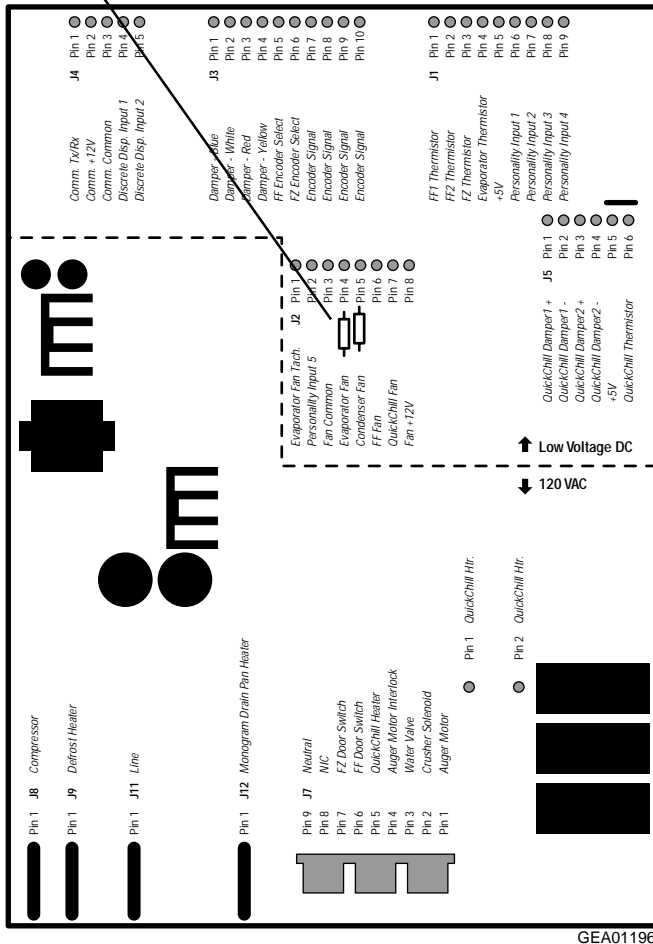 J4
Pin 1
Pin 2
Pin 3
Pin 4
Pin 5
Comm. Tx/Rx
Comm. +12V
Comm. Common
Discrete Disp. Input 1
Discrete Disp. Input 2
J3
Pin 1
Pin 2
Pin 3
Pin 4
Pin 5
Pin 6
Pin 7
Pin 8
Pin 9
Pin 10
Damper - Blue
Damper - White
Damper - Red
Damper - Yellow
FF Encoder Select
FZ Encoder Select
Encoder Signal
Encoder Signal
Encoder Signal
Encoder Signal
J1
Pin 1
Pin 2
Pin 3
Pin 4
Pin 5
Pin 6
Pin 7
Pin 8
Pin 9
FF1 Thermistor
FF2 Thermistor
FZ Thermistor
Evaporator Thermistor
+5V
Personality Input 1
Personality Input 2
Personality Input 3
Personality Input 4
J2
Pin 1
Pin 2
Pin 3
Pin 4
Pin 5
Pin 6
Pin 7
Pin 8
Evaporator Fan Tach.
Personality Input 5
Fan Common
Evaporator Fan
Condenser Fan
FF Fan
QuickChill Fan
Fan +12V
J5
Pin 1
Pin 2
Pin 3
Pin 4
Pin 5
Pin 6
QuickChill Damper1 +
QuickChill Damper1 -
QuickChill Damper2 +
QuickChill Damper2 -
+5V
QuickChill Thermistor
Low Voltage DC
120 VAC
Pin 1 QuickChill Htr.
Pin 2 QuickChill Htr.
Pin 1 J8 Compressor
Pin 1 J9 Defrost Heater
Pin 1 J11 Line
Pin 1 J12 Monogram Drain Pan Heater
J7
Pin 9 Neutral
Pin 8 NIC
Pin 7 FZ Door Switch
Pin 6 FF Door Switch
Pin 5 QuickChill Heater
Pin 4 Auger Motor Interlock
Pin 3 Water Valve
Pin 2 Crusher Solenoid
Pin 1 Auger Motor
GEA01196